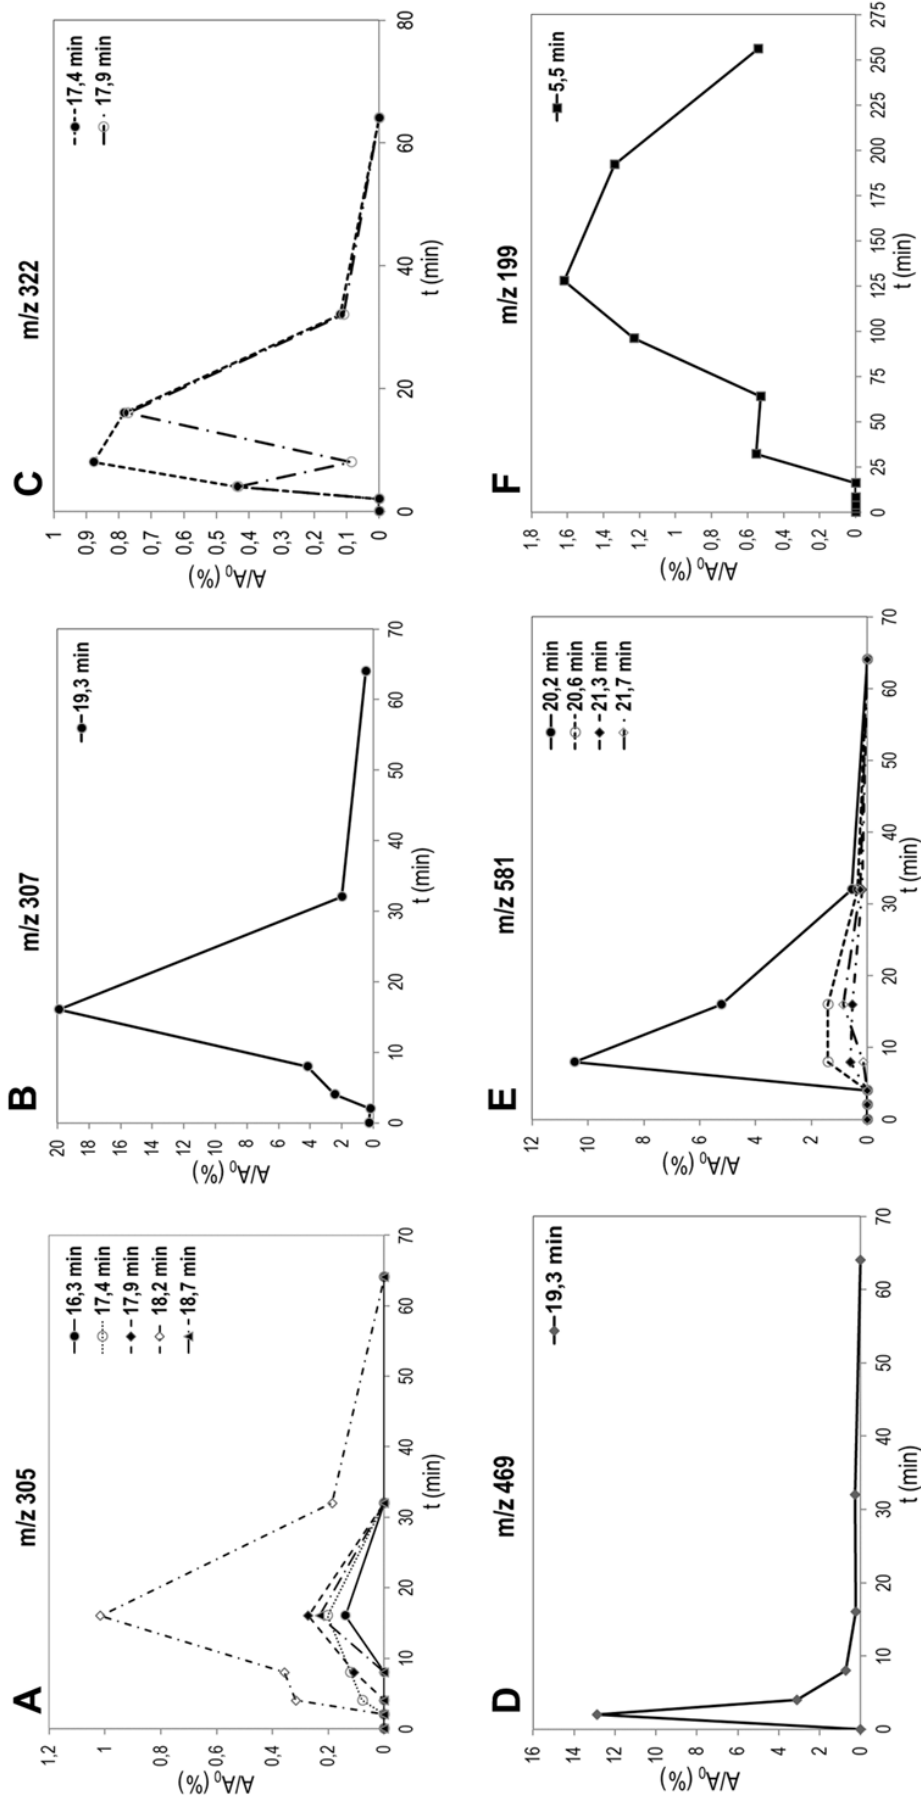 A
m/z 305
1,2
1
0,8
0,6
0,4
0,2
0
A/A₀ (%)
0 10 20 30 40 50 60 70
t (min)
16,3 min
17,4 min
17,9 min
18,2 min
18,7 min
B
m/z 307
20
18
16
14
12
10
8
6
4
2
0
A/A₀ (%)
0 10 20 30 40 50 60 70
t (min)
19,3 min
C
m/z 322
1
0,9
0,8
0,7
0,6
0,5
0,4
0,3
0,2
0,1
0
A/A₀ (%)
0 20 40 60 80
t (min)
17,4 min
17,9 min
D
m/z 469
16
14
12
10
8
6
4
2
0
A/A₀ (%)
0 10 20 30 40 50 60 70
t (min)
19,3 min
E
m/z 581
12
10
8
6
4
2
0
A/A₀ (%)
0 10 20 30 40 50 60 70
t (min)
20,2 min
20,6 min
21,3 min
21,7 min
F
m/z 199
1,8
1,6
1,4
1,2
1
0,8
0,6
0,4
0,2
0
A/A₀ (%)
0 25 50 75 100 125 150 175 200 225 250 275
t (min)
5,5 min